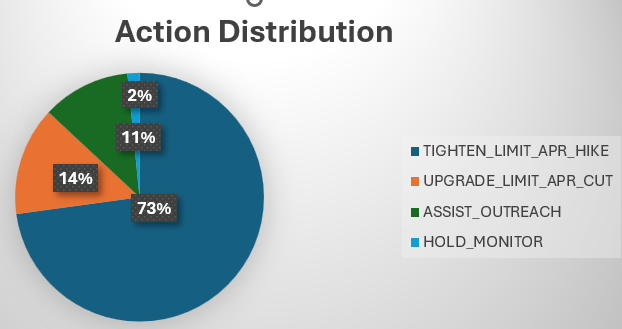 Action Distribution
2%
11%
14%
73%
TIGHTEN_LIMIT_APR_HIKE
UPGRADE_LIMIT_APR_CUT
ASSIST_OUTREACH
HOLD_MONITOR